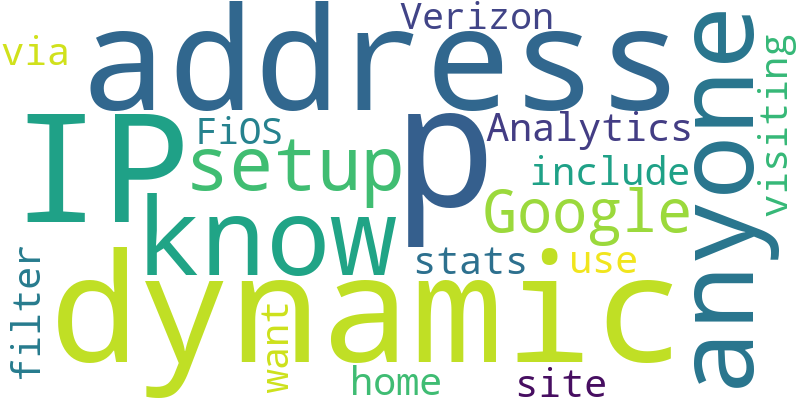 Verizon
via
address
anyone
visiting
IP
p
FiOS
Analytics
setup
include
know
Google
filter
stats
use
dynamic
want
home
site